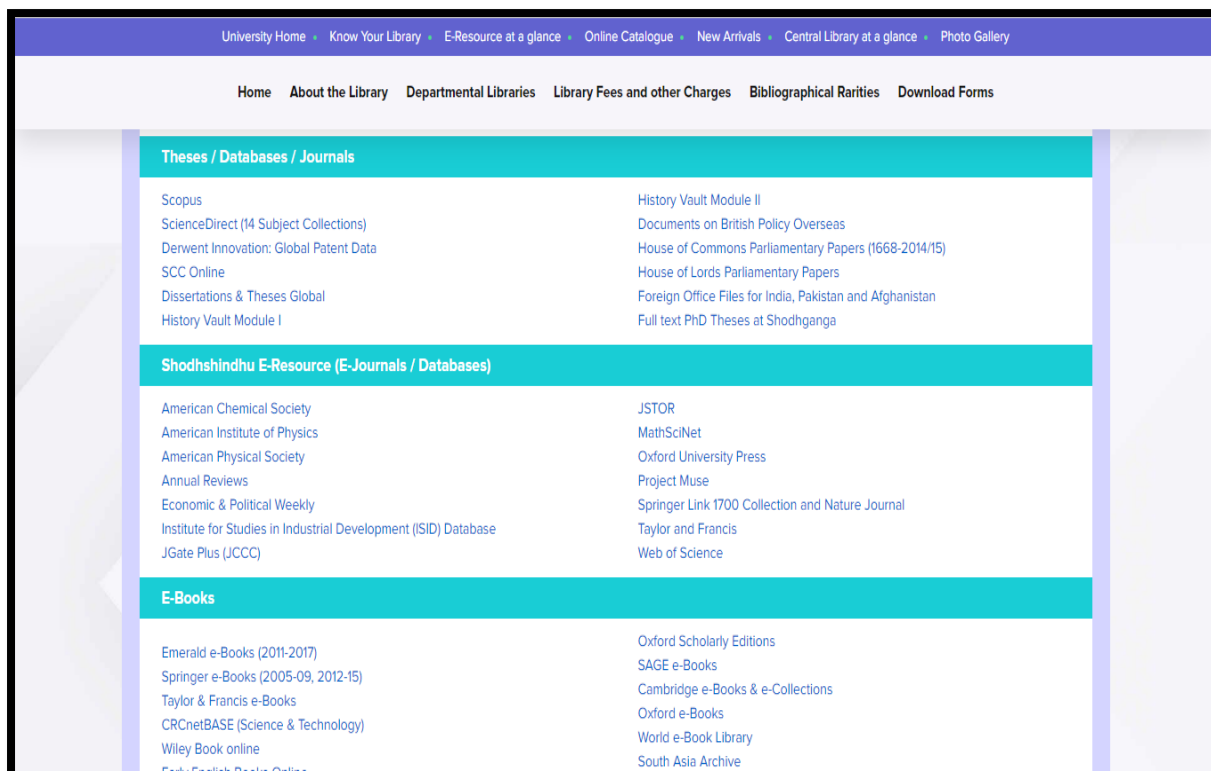 University Home • Know Your Library • E-Resource at a glance • Online Catalogue • New Arrivals • Central Library at a glance • Photo Gallery
Home About the Library Departmental Libraries Library Fees and other Charges Bibliographical Rarities Download Forms
Theses / Databases / Journals
Scopus
ScienceDirect (14 Subject Collections)
Derwent Innovation: Global Patent Data
SCC Online
Dissertations & Theses Global
History Vault Module I
History Vault Module II
Documents on British Policy Overseas
House of Commons Parliamentary Papers (1668-2014/15)
House of Lords Parliamentary Papers
Foreign Office Files for India, Pakistan and Afghanistan
Full text PhD Theses at Shodhganga
Shodhshindhu E-Resource (E-Journals / Databases)
American Chemical Society
American Institute of Physics
American Physical Society
Annual Reviews
Economic & Political Weekly
Institute for Studies in Industrial Development (ISID) Database
JGate Plus (JCCC)
JSTOR
MathSciNet
Oxford University Press
Project Muse
Springer Link 1700 Collection and Nature Journal
Taylor and Francis
Web of Science
E-Books
Emerald e-Books (2011-2017)
Springer e-Books (2005-09, 2012-15)
Taylor & Francis e-Books
CRCnetBASE (Science & Technology)
Wiley Book online
Early English Books Online
Oxford Scholarly Editions
SAGE e-Books
Cambridge e-Books & e-Collections
Oxford e-Books
World e-Book Library
South Asia Archive